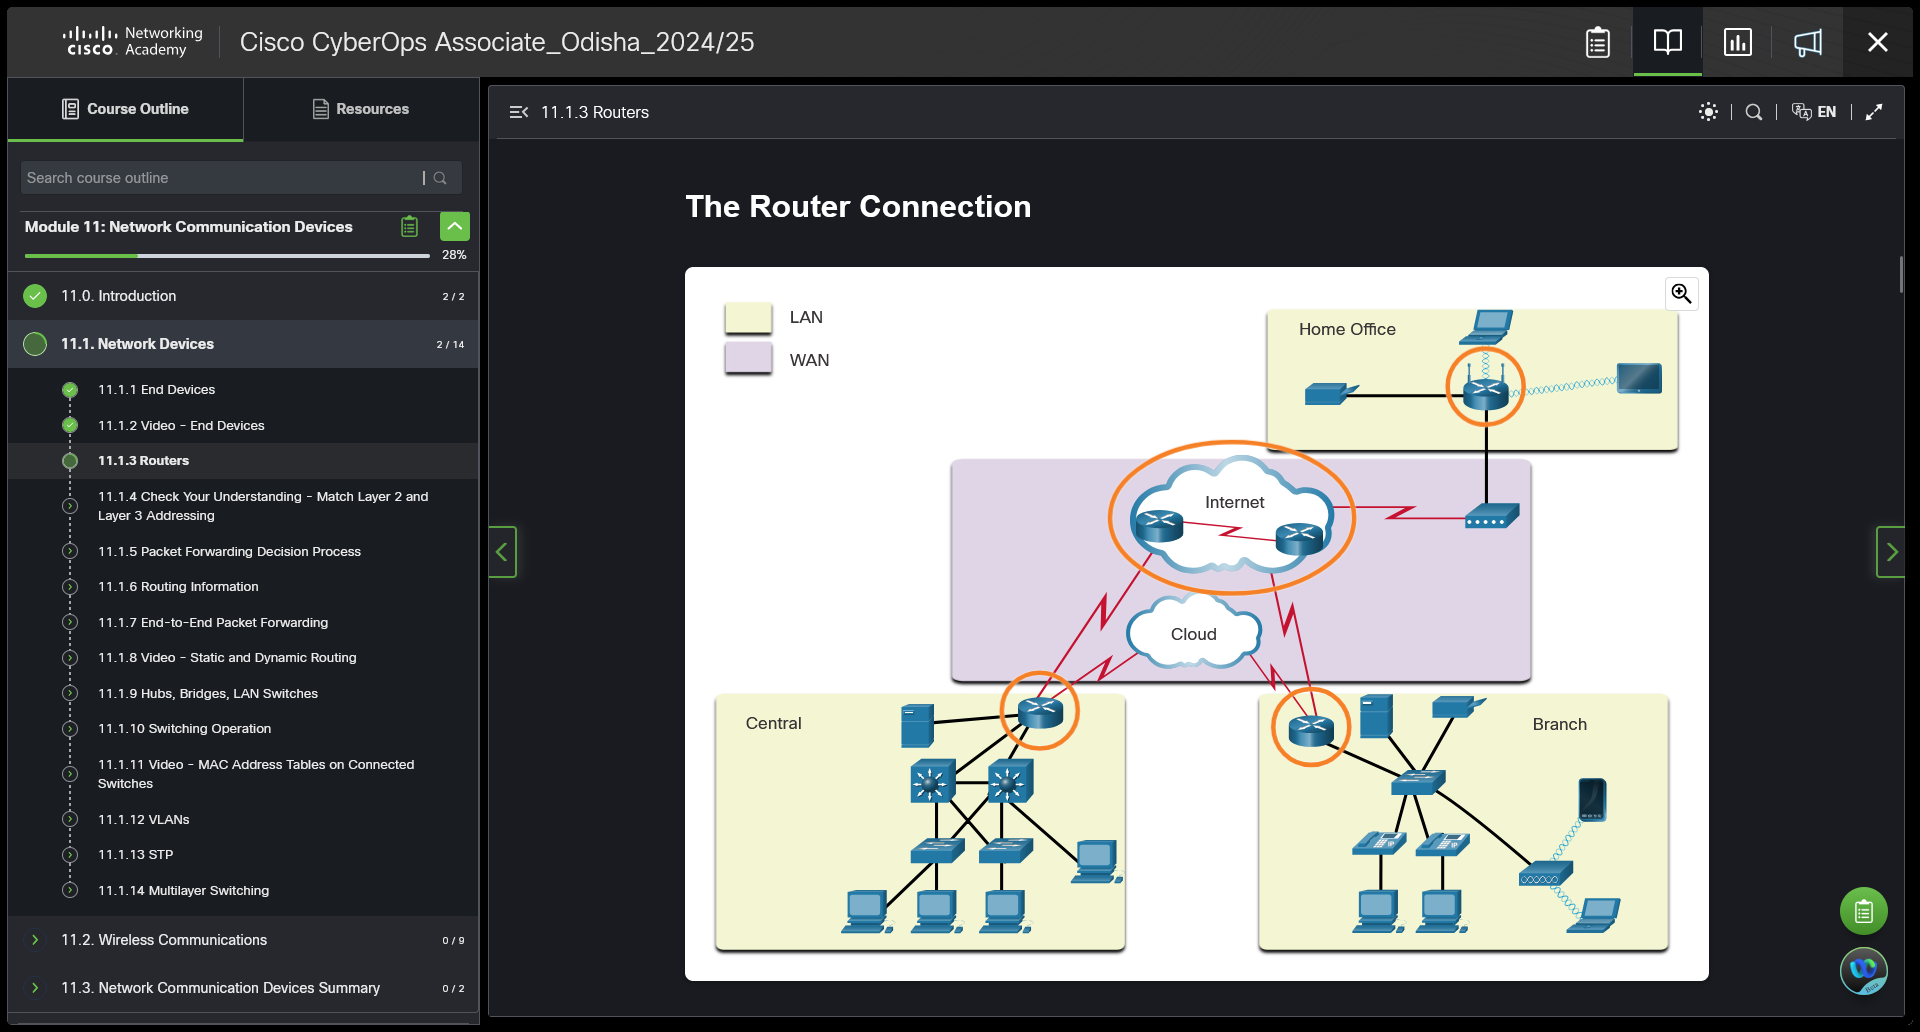 Networking
CISCO Academy
Cisco CyberOps Associate_Odisha_2024/25
Course Outline
Resources
Search course outline
Module 11: Network Communication Devices
28%
11.0. Introduction
2 / 2
11.1. Network Devices
2 / 14
11.1.1 End Devices
11.1.2 Video - End Devices
11.1.3 Routers
11.1.4 Check Your Understanding - Match Layer 2 and
Layer 3 Addressing
11.1.5 Packet Forwarding Decision Process
11.1.6 Routing Information
11.1.7 End-to-End Packet Forwarding
11.1.8 Video - Static and Dynamic Routing
11.1.9 Hubs, Bridges, LAN Switches
11.1.10 Switching Operation
11.1.11 Video - MAC Address Tables on Connected
Switches
11.1.12 VLANs
11.1.13 STP
11.1.14 Multilayer Switching
11.2. Wireless Communications
0 / 9
11.3. Network Communication Devices Summary
0 / 2
11.1.3 Routers
EN
The Router Connection
LAN
WAN
Home Office
Internet
Cloud
Central
Branch
Beta